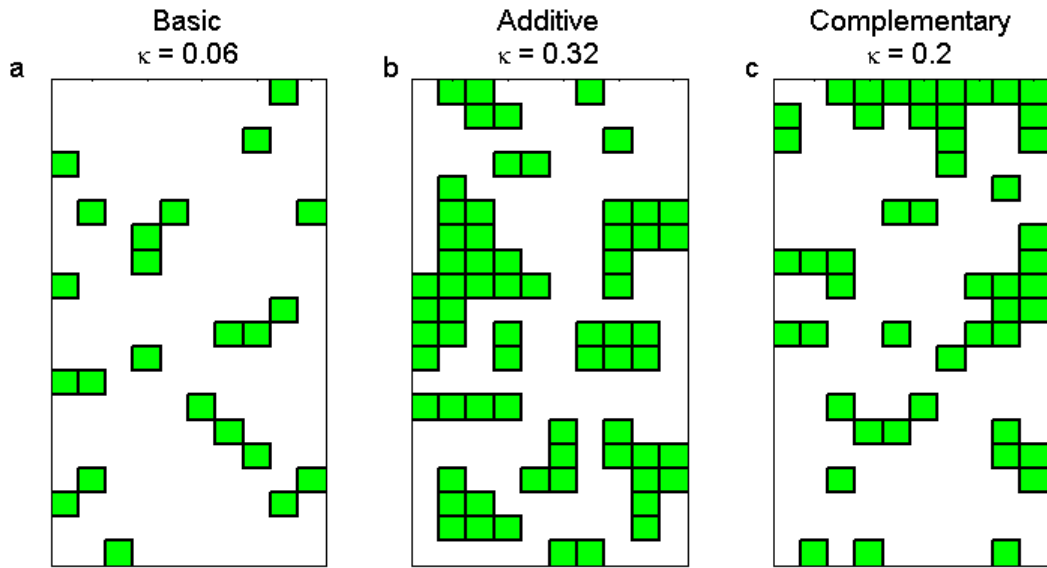 Basic
κ = 0.06
a
Additive
κ = 0.32
b
Complementary
κ = 0.2
c